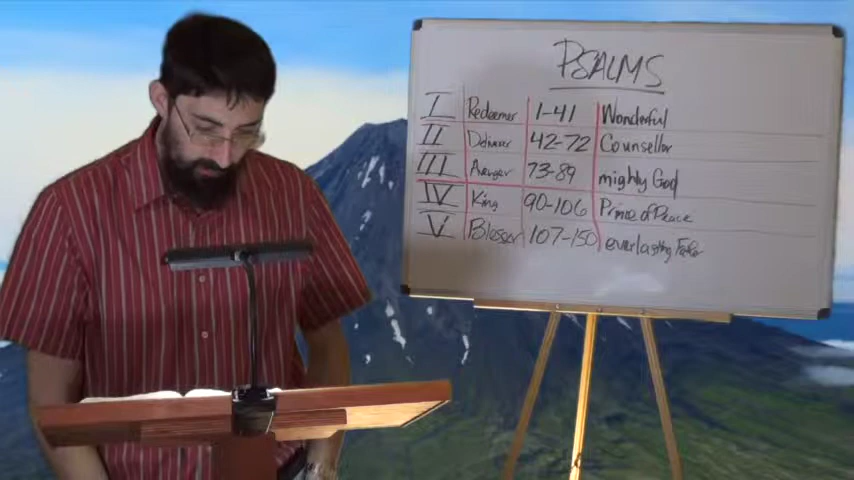 PSALMS
I Redeemer 1-41 Wonderful
II Deliverer 42-72 Counsellor
III Avenger 73-89 mighty God
IV King 90-106 Prince of Peace
V Blesser 107-150 everlasting Father